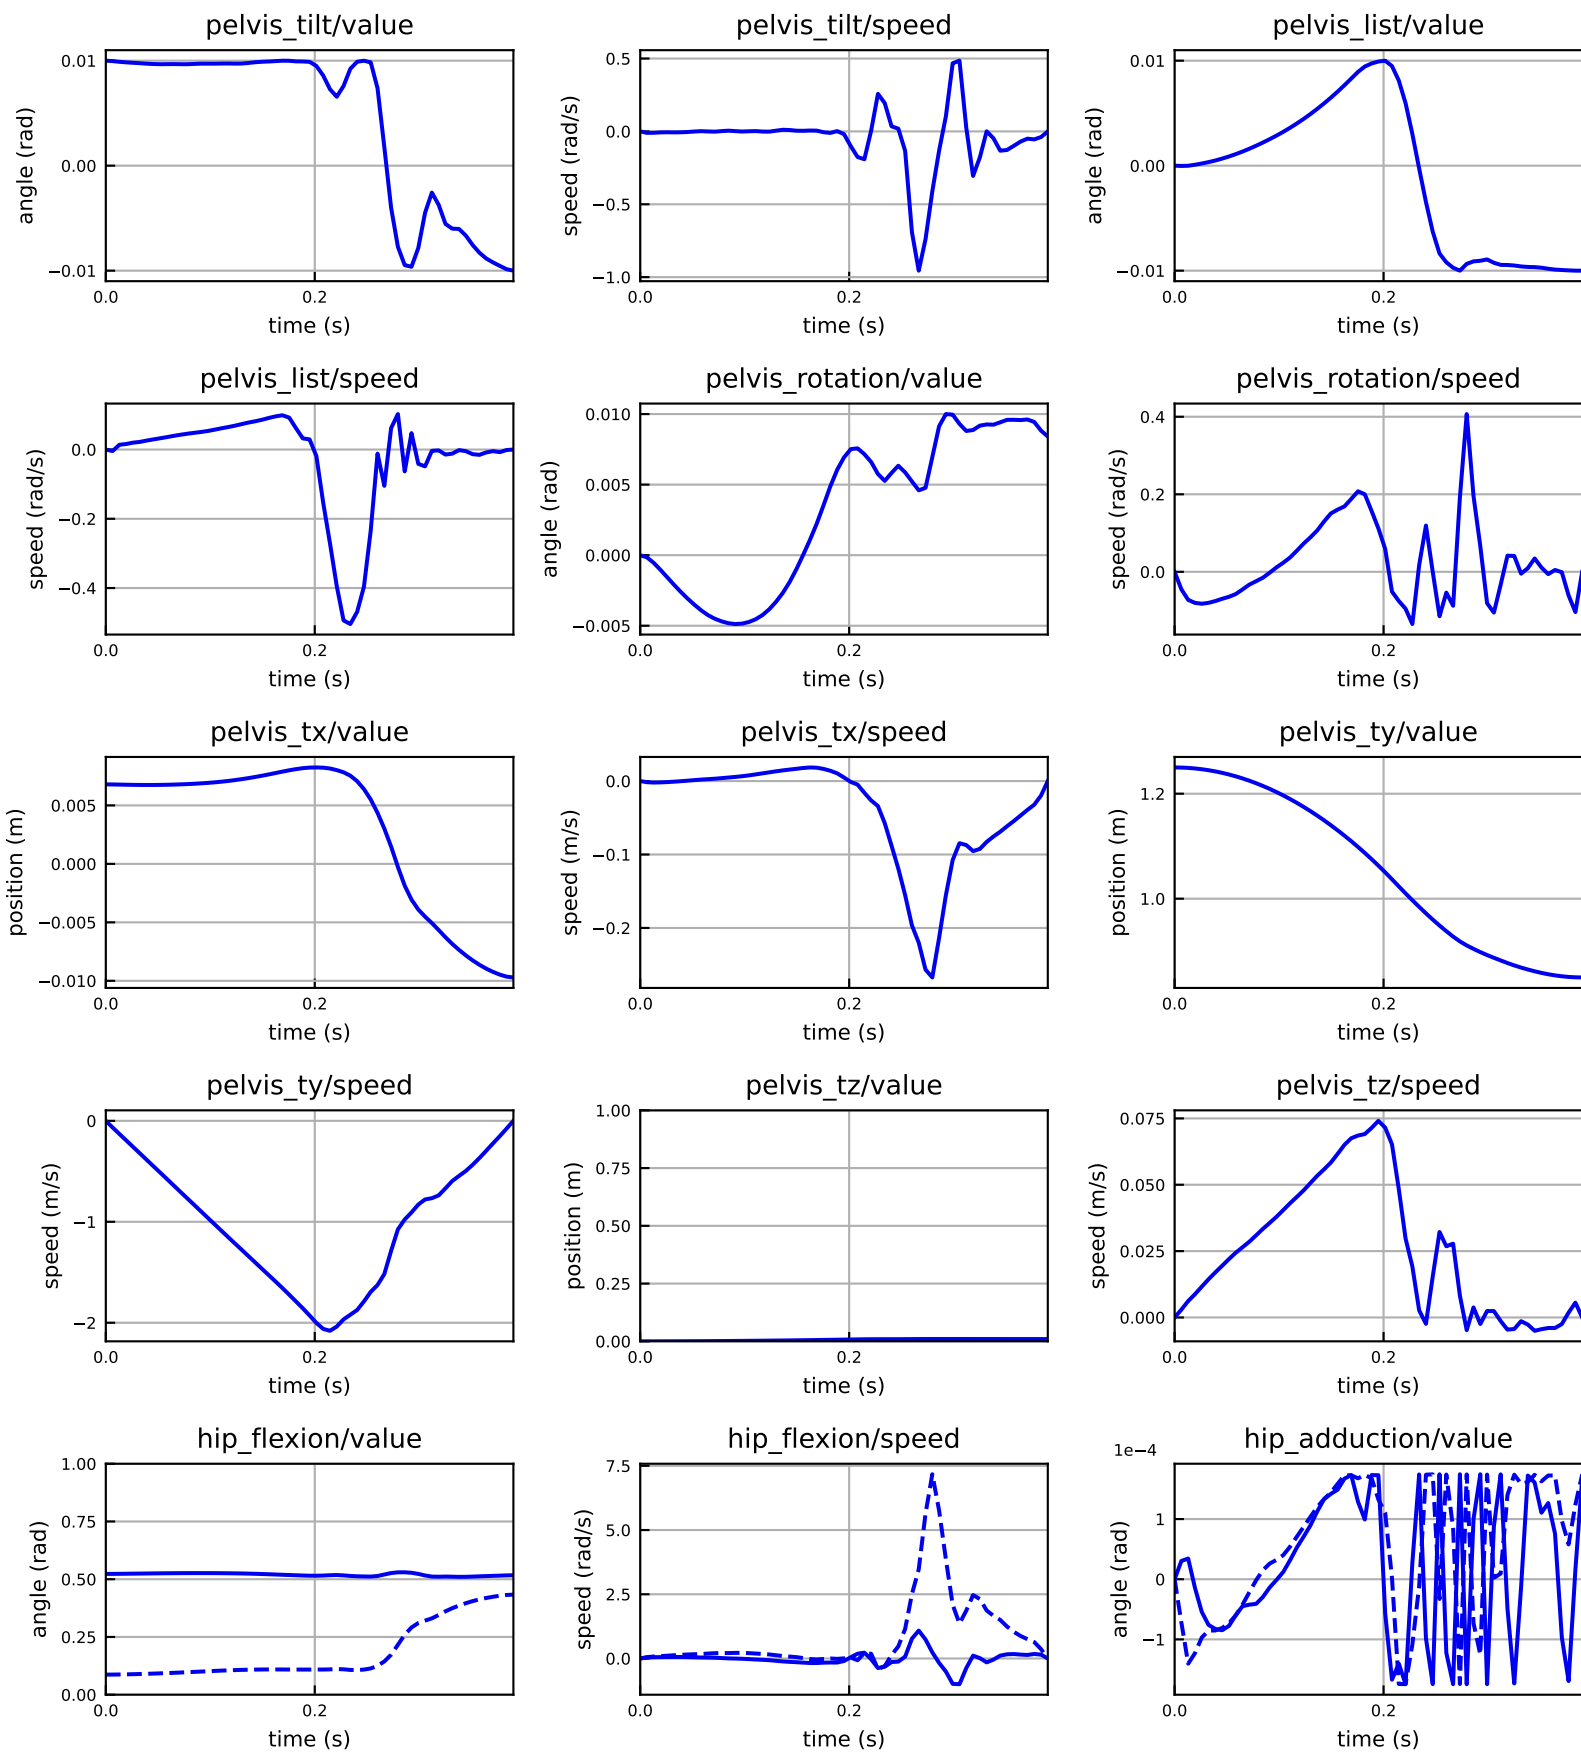 pelvis_tilt/value
angle (rad)
0.01
0.00
−0.01
0.0
0.2
time (s)
pelvis_tilt/speed
speed (rad/s)
0.5
0.0
−0.5
−1.0
0.0
0.2
time (s)
pelvis_list/value
angle (rad)
0.01
0.00
−0.01
0.0
0.2
time (s)
pelvis_list/speed
speed (rad/s)
0.0
−0.2
−0.4
0.0
0.2
time (s)
pelvis_rotation/value
angle (rad)
0.010
0.005
0.000
−0.005
0.0
0.2
time (s)
pelvis_rotation/speed
speed (rad/s)
0.4
0.2
0.0
0.0
0.2
time (s)
pelvis_tx/value
position (m)
0.005
0.000
−0.005
−0.010
0.0
0.2
time (s)
pelvis_tx/speed
speed (m/s)
0.0
−0.1
−0.2
0.0
0.2
time (s)
pelvis_ty/value
position (m)
1.2
1.0
0.0
0.2
time (s)
pelvis_ty/speed
speed (m/s)
0
−1
−2
0.0
0.2
time (s)
pelvis_tz/value
position (m)
1.00
0.75
0.50
0.25
0.00
0.0
0.2
time (s)
pelvis_tz/speed
speed (m/s)
0.075
0.050
0.025
0.000
0.0
0.2
time (s)
hip_flexion/value
angle (rad)
1.00
0.75
0.50
0.25
0.00
0.0
0.2
time (s)
hip_flexion/speed
speed (rad/s)
7.5
5.0
2.5
0.0
0.0
0.2
time (s)
hip_adduction/value
1e−4
angle (rad)
1
0
−1
0.0
0.2
time (s)